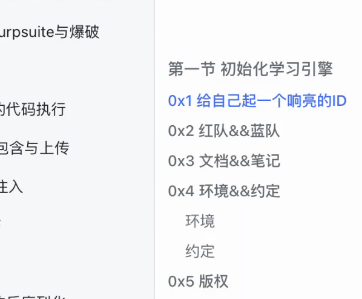 urpsuite与爆破
的代码执行
包含与上传
注入
第一节 初始化学习引擎
0x1 给自己起一个响亮的ID
0x2 红队&&蓝队
0x3 文档&&笔记
0x4 环境&&约定
环境
约定
0x5 版权